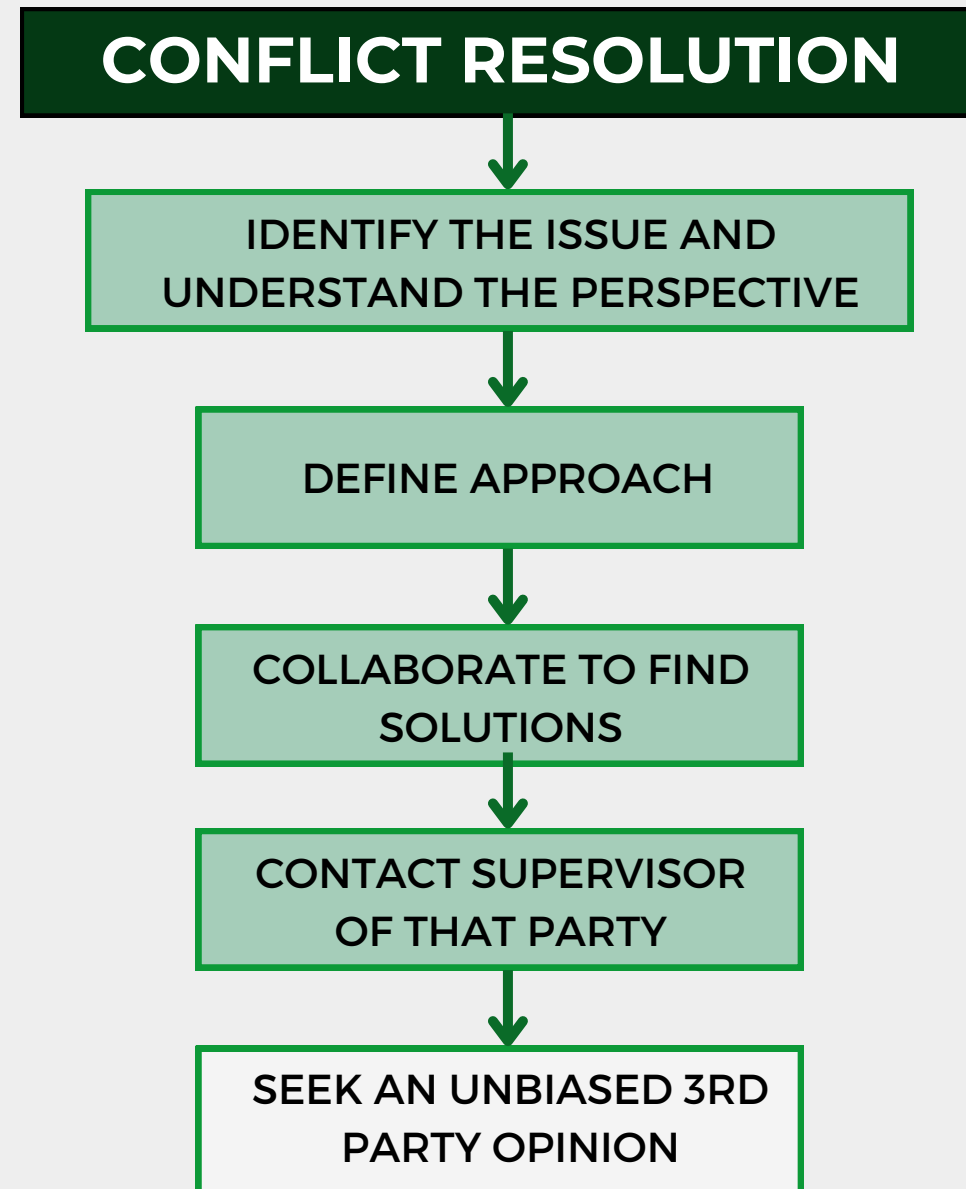 CONFLICT RESOLUTION
IDENTIFY THE ISSUE AND
UNDERSTAND THE PERSPECTIVE
DEFINE APPROACH
COLLABORATE TO FIND
SOLUTIONS
CONTACT SUPERVISOR
OF THAT PARTY
SEEK AN UNBIASED 3RD
PARTY OPINION